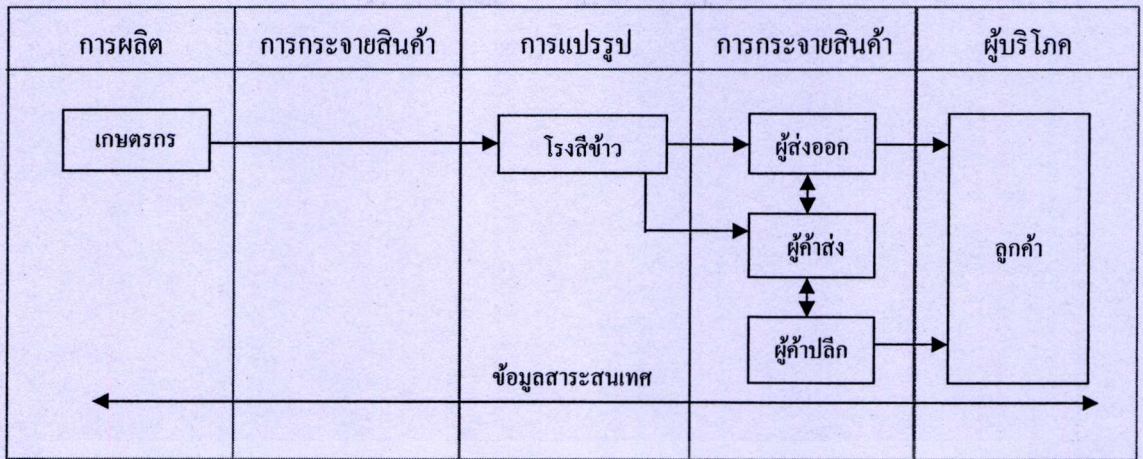 การผลิต
การกระจายสินค้า
การแปรรูป
การกระจายสินค้า
ผู้บริโภค
เกษตรกร
โรงสีข้าว
ผู้ส่งออก
ผู้ค้าส่ง
ลูกค้า
ผู้ค้าปลีก
ข้อมูลสาระสนเทศ